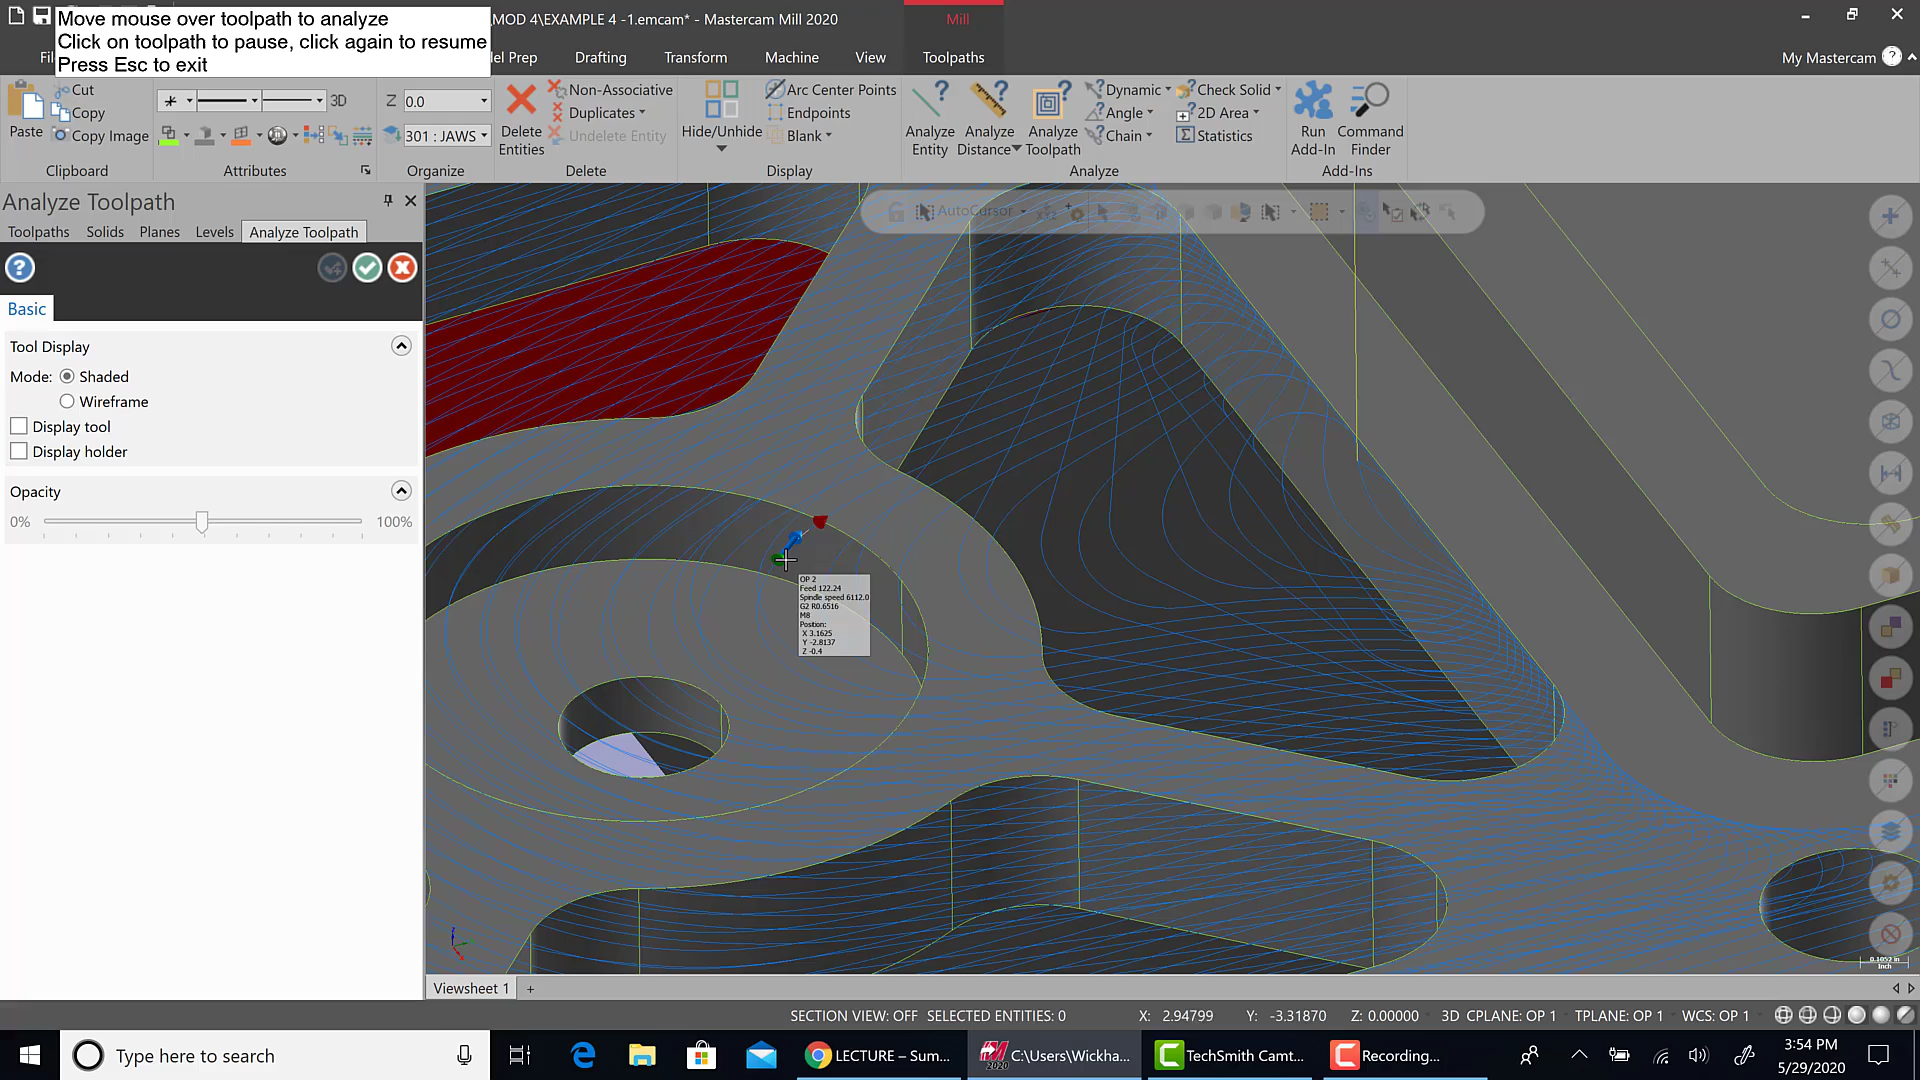 Move mouse over toolpath to analyze
Click on toolpath to pause, click again to resume
Press Esc to exit
\MOD 4\EXAMPLE 4 -1.emcam* - Mastercam Mill 2020
Mill
Drafting
Transform
Machine
View
Toolpaths
My Mastercam
Paste
Cut
Copy
Copy Image
Clipboard
3D
Attributes
Z 0.0
301 : JAWS
Organize
Delete Entities
Non-Associative
Duplicates
Undelete Entity
Delete
Hide/Unhide
Arc Center Points
Endpoints
Blank
Display
Analyze Entity
Analyze Distance
Analyze Toolpath
Dynamic
Angle
Chain
Check Solid
2D Area
Statistics
Analyze
Run Add-In
Command Finder
Add-Ins
Analyze Toolpath
Toolpaths
Solids
Planes
Levels
Analyze Toolpath
Basic
Tool Display
Mode:
Shaded
Wireframe
Display tool
Display holder
Opacity
0%
100%
AutoCursor
OP 2
Feed 122.24
Spindle speed 6112.0
G2 R0.6516
M8
Position:
X 3.1625
Y -2.8137
Z -0.4
0.1052 in
Inch
Viewsheet 1
SECTION VIEW: OFF
SELECTED ENTITIES: 0
X: 2.94799
Y: -3.31870
Z: 0.00000
3D
CPLANE: OP 1
TPLANE: OP 1
WCS: OP 1
Type here to search
LECTURE – Sum...
C:\Users\Wickha...
TechSmith Camt...
Recording...
3:54 PM
5/29/2020